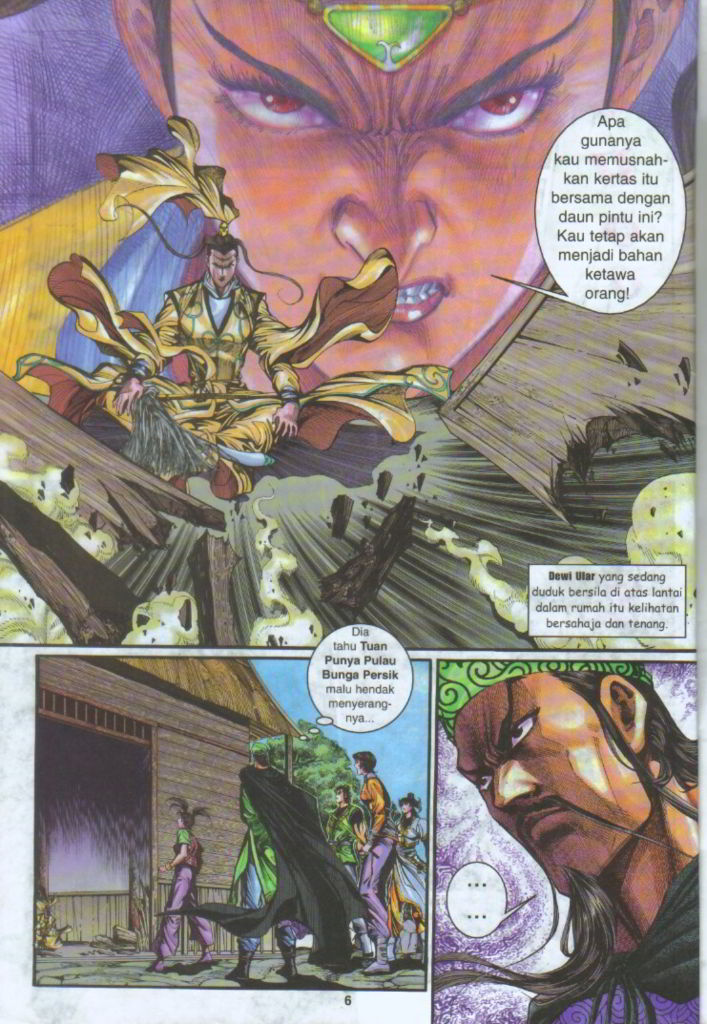 Apa
gunanya
kau memusnah-
kan kertas itu
bersama dengan
daun pintu ini?
Kau tetap akan
menjadi bahan
ketawa
orang!
Dewi Ular yang sedang
duduk bersila di atas lantai
dalam rumah itu kelihatan
bersahaja dan tenang.
Dia
tahu Tuan
Punya Pulau
Bunga Persik
malu hendak
menyerang-
nya...
...
...
6